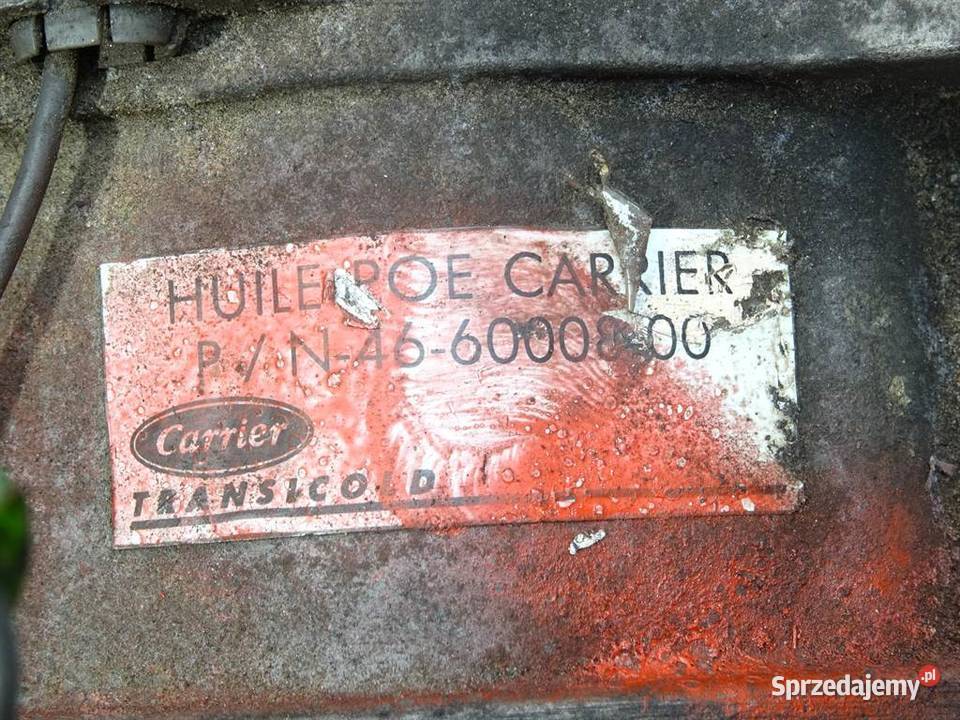 HUILE POE CARRIER
P/N-46-60008-00
Carrier
TRANSICOLD
Sprzedajemy.pl